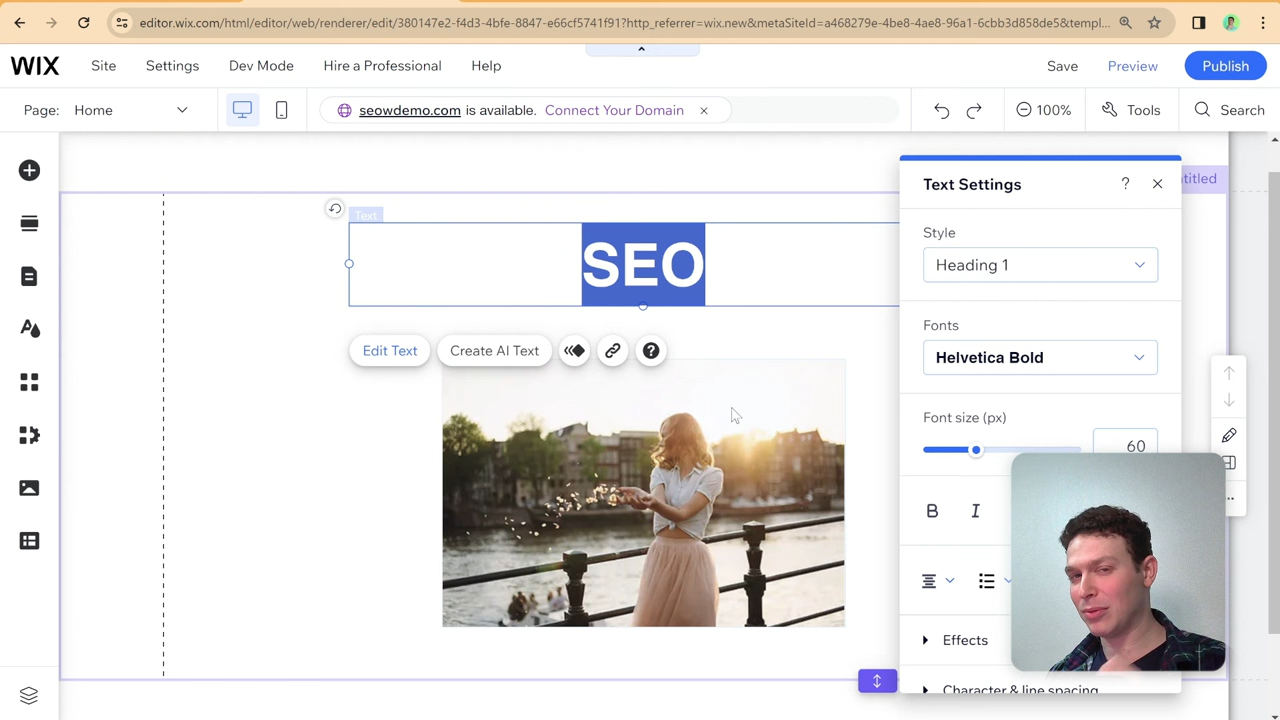 editor.wix.com/html/editor/web/renderer/edit/380147e2-f4d3-4bfe-8847-e66cf5741f91?http_referrer=wix.new&metaSiteId=a468279e-4be8-4ae8-96a1-6cbb3d858de5&templ...
WIX Site Settings Dev Mode Hire a Professional Help Save Preview Publish
Page: Home seowdemo.com is available. Connect Your Domain 100% Tools Search
Text Settings ?
ntitled
Text
Style
SEO
Heading 1
Fonts
Edit Text Create AI Text ?
Helvetica Bold
Font size (px)
60
B I
Effects
Character & line spacing